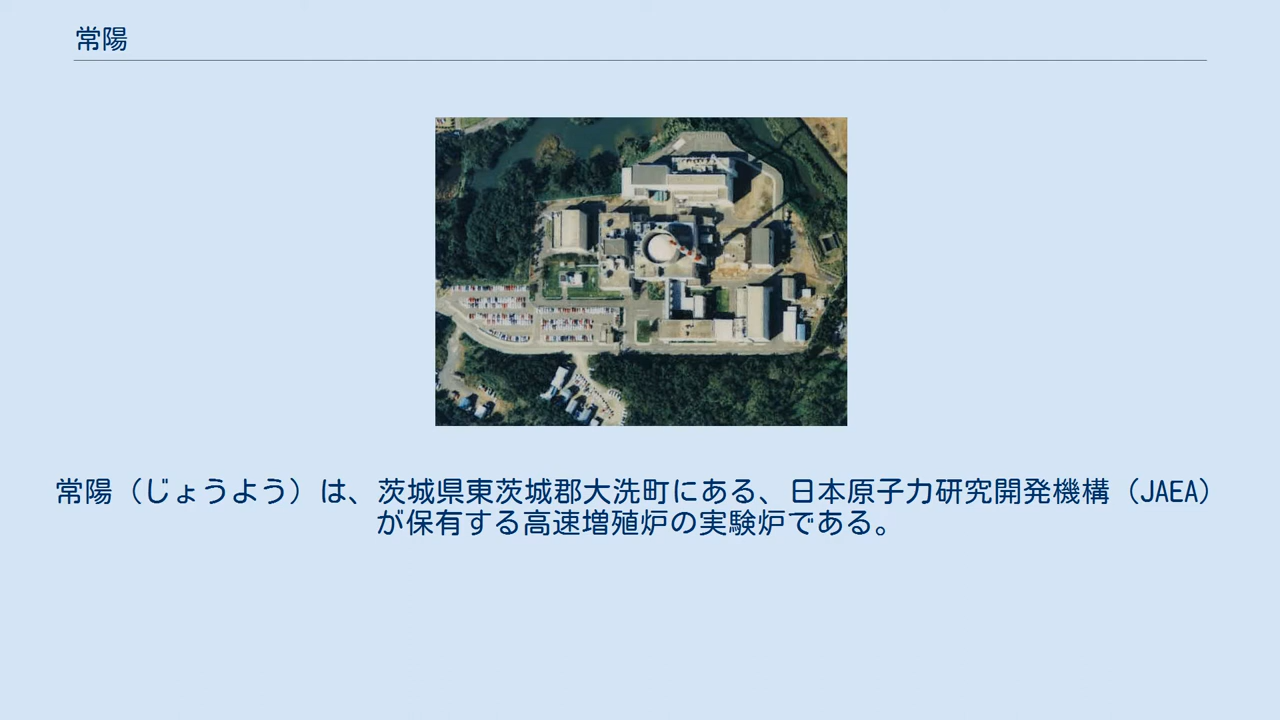 常陽
常陽（じょうよう）は、茨城県東茨城郡大洗町にある、日本原子力研究開発機構（JAEA）
が保有する高速増殖炉の実験炉である。